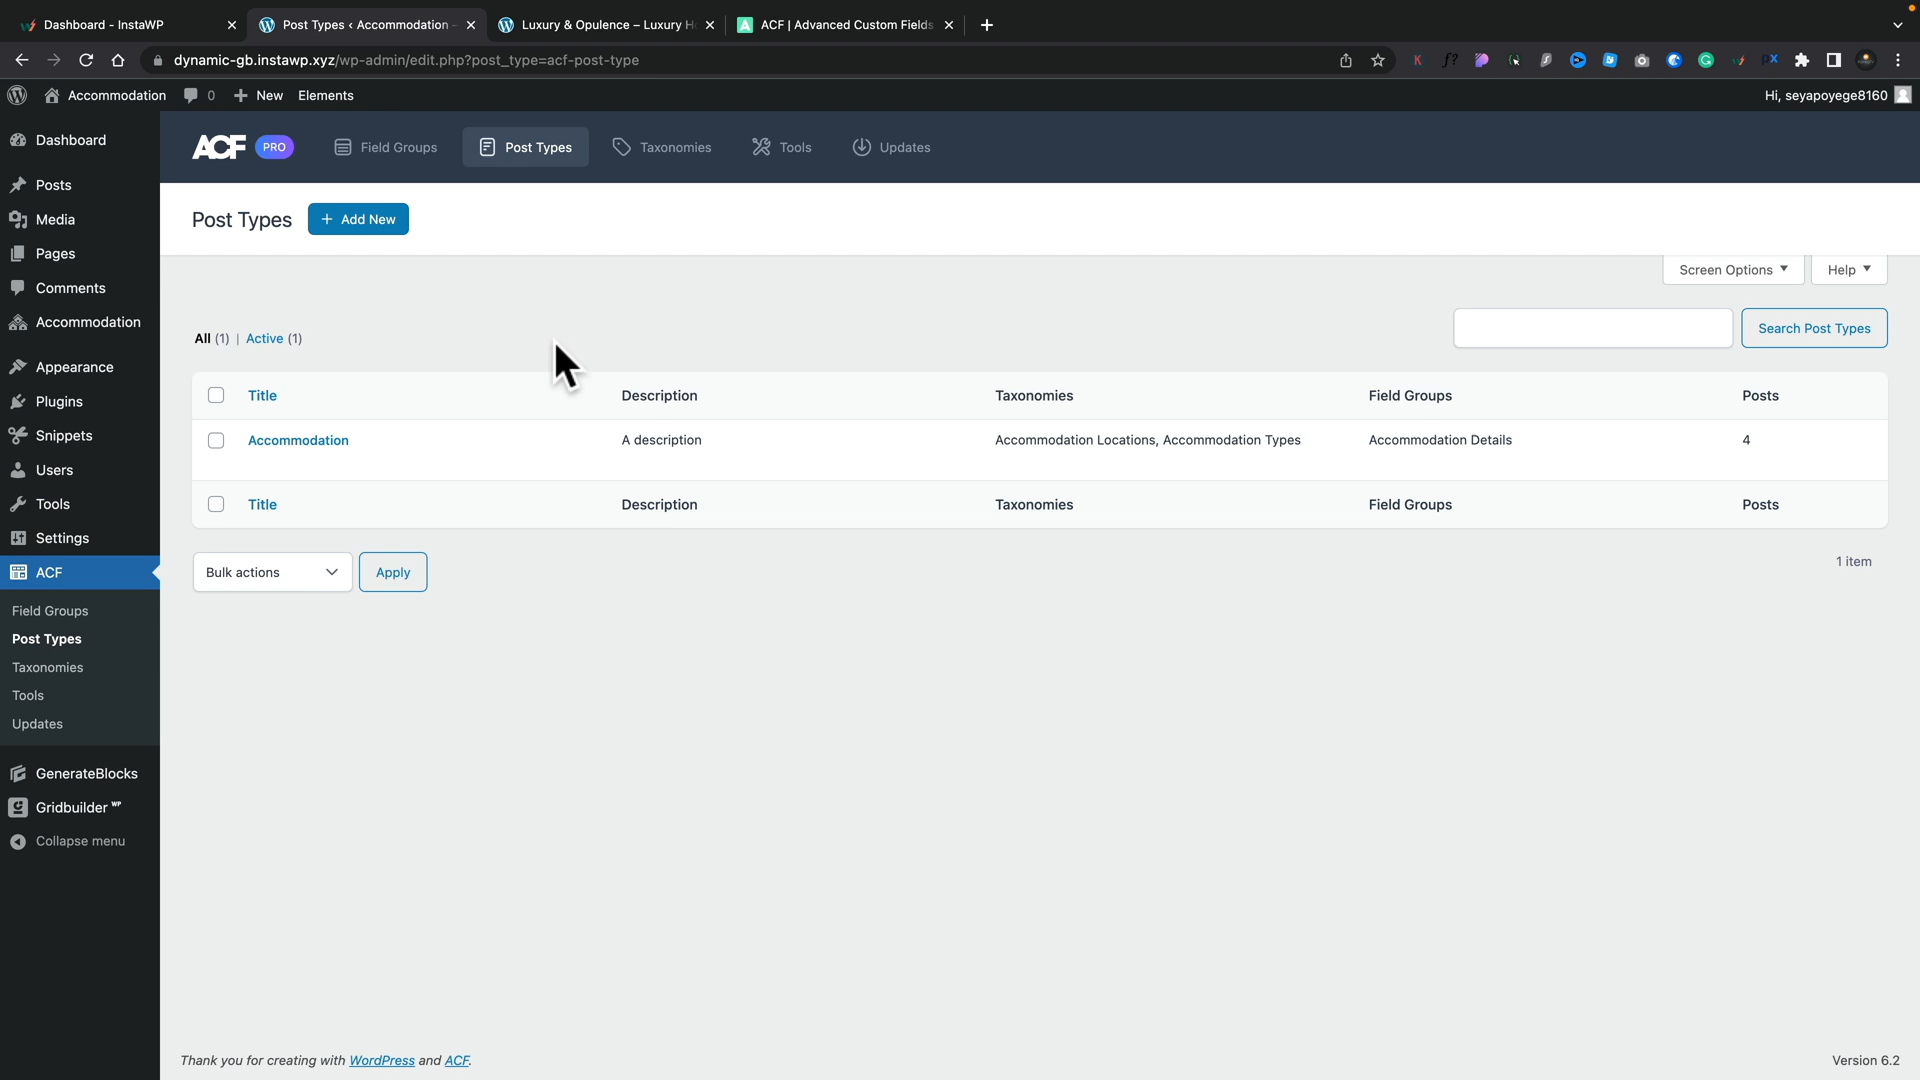 Dashboard - InstaWP
Post Types ‹ Accommodation -
Luxury & Opulence – Luxury H
ACF | Advanced Custom Fields
dynamic-gb.instawp.xyz/wp-admin/edit.php?post_type=acf-post-type
Accommodation
0
New
Elements
Hi, seyapoyege8160
Dashboard
Posts
Media
Pages
Comments
Accommodation
Appearance
Plugins
Snippets
Users
Tools
Settings
ACF
Field Groups
Post Types
Taxonomies
Tools
Updates
GenerateBlocks
Gridbuilder WP
Collapse menu
ACF PRO
Field Groups
Post Types
Taxonomies
Tools
Updates
Post Types
+ Add New
Screen Options
Help
All (1) | Active (1)
Search Post Types
Title Description Taxonomies Field Groups Posts
Accommodation A description Accommodation Locations, Accommodation Types Accommodation Details 4
Title Description Taxonomies Field Groups Posts
Bulk actions
Apply
1 item
Thank you for creating with WordPress and ACF.
Version 6.2